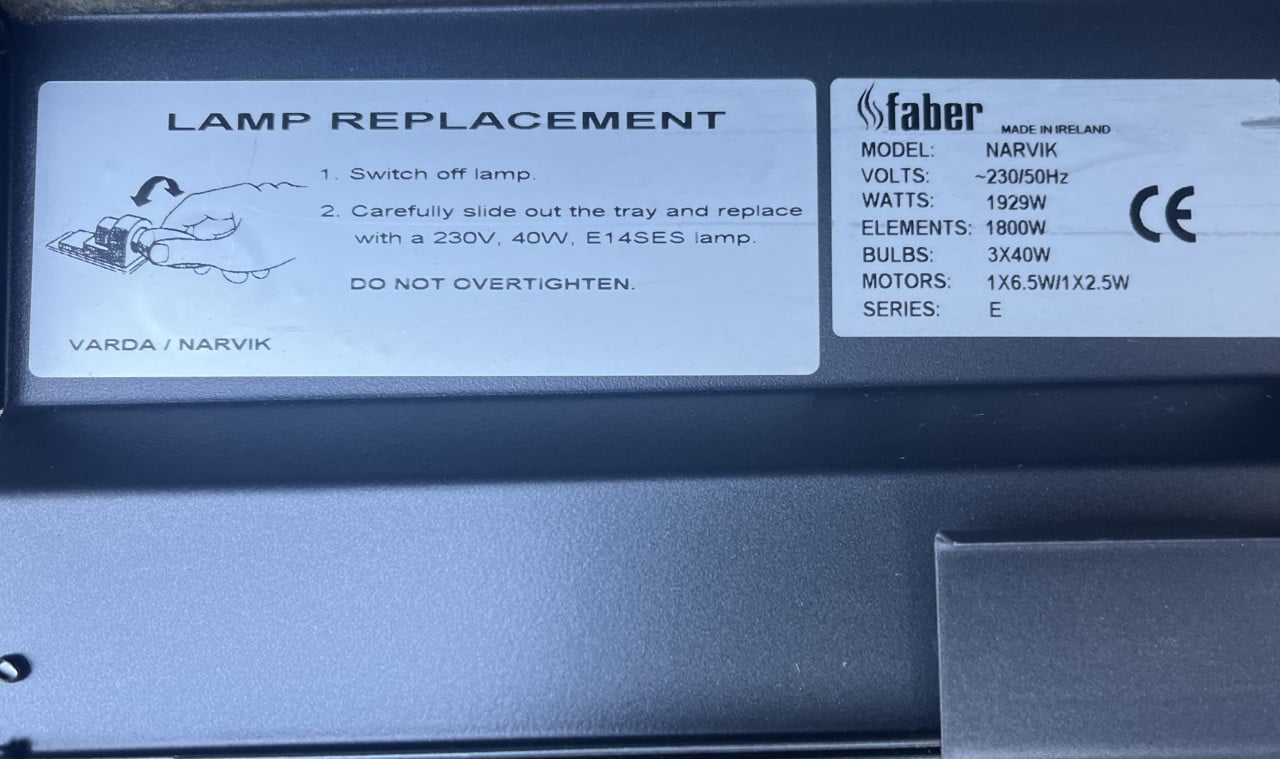 LAMP REPLACEMENT
1. Switch off lamp.
2. Carefully slide out the tray and replace
with a 230V, 40W, E14SES lamp.
DO NOT OVERTIGHTEN.
VARDA / NARVIK
faber MADE IN IRELAND
MODEL: NARVIK
VOLTS: ~230/50Hz
WATTS: 1929W
ELEMENTS: 1800W
BULBS: 3X40W
MOTORS: 1X6.5W/1X2.5W
SERIES: E
CE